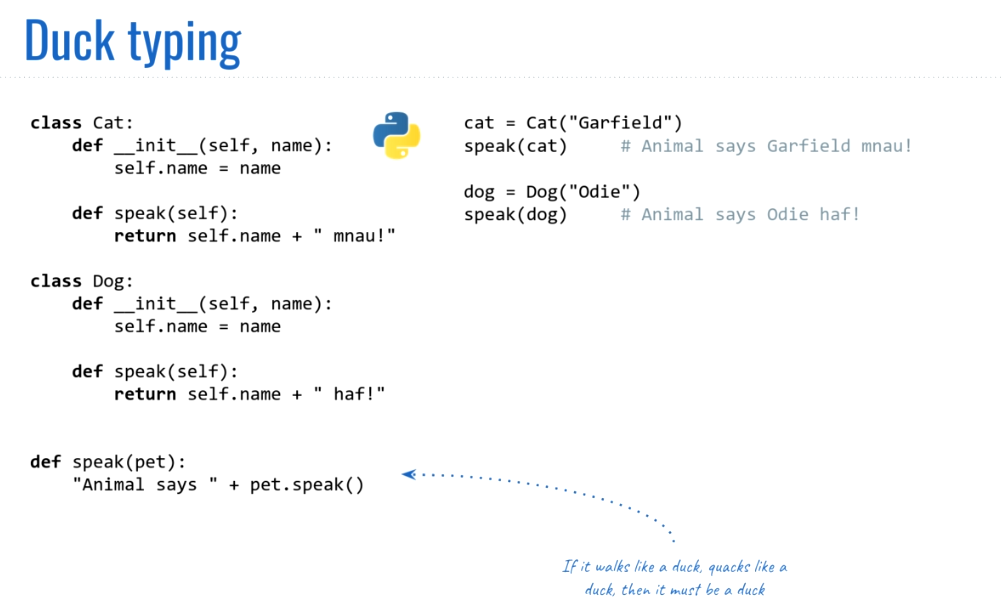 Duck typing
class Cat:
    def __init__(self, name):
        self.name = name
    def speak(self):
        return self.name + " mnau!"
class Dog:
    def __init__(self, name):
        self.name = name
    def speak(self):
        return self.name + " haf!"
def speak(pet):
    "Animal says " + pet.speak()
cat = Cat("Garfield")
speak(cat)     # Animal says Garfield mnau!
dog = Dog("Odie")
speak(dog)     # Animal says Odie haf!
If it walks like a duck, quacks like a
duck, then it must be a duck